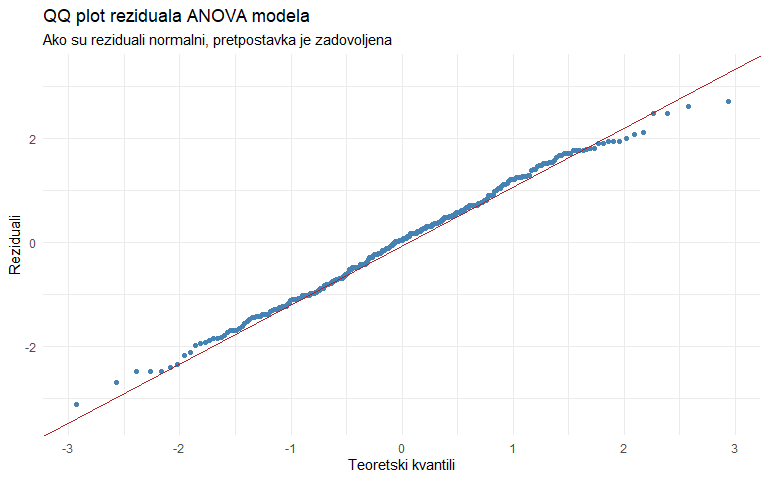 QQ plot reziduala ANOVA modela
Ako su reziduali normalni, pretpostavka je zadovoljena
Reziduali
2
0
-2
-3
-2
-1
0
1
2
3
Teoretski kvantili